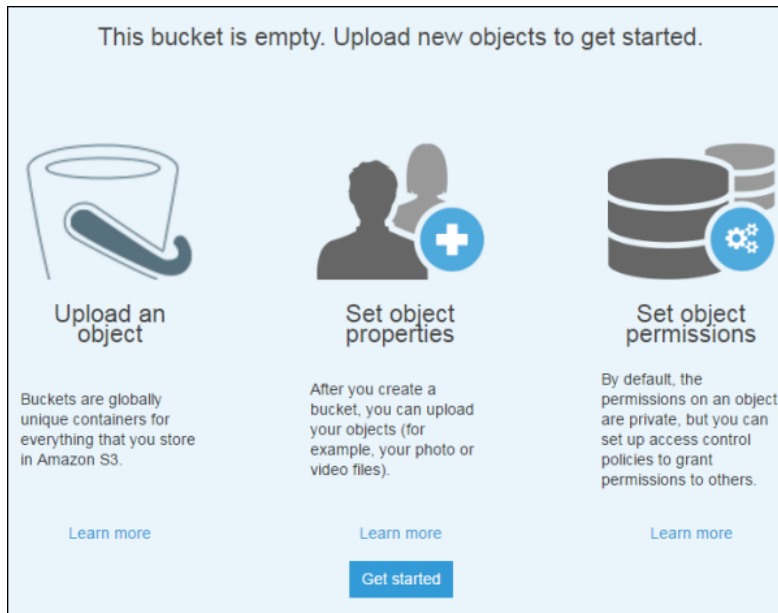 This bucket is empty. Upload new objects to get started.
Upload an
object
Buckets are globally
unique containers for
everything that you store
in Amazon S3.
Learn more
Set object
properties
After you create a
bucket, you can upload
your objects (for
example, your photo or
video files).
Learn more
Set object
permissions
By default, the
permissions on an object
are private, but you can
set up access control
policies to grant
permissions to others.
Learn more
Get started